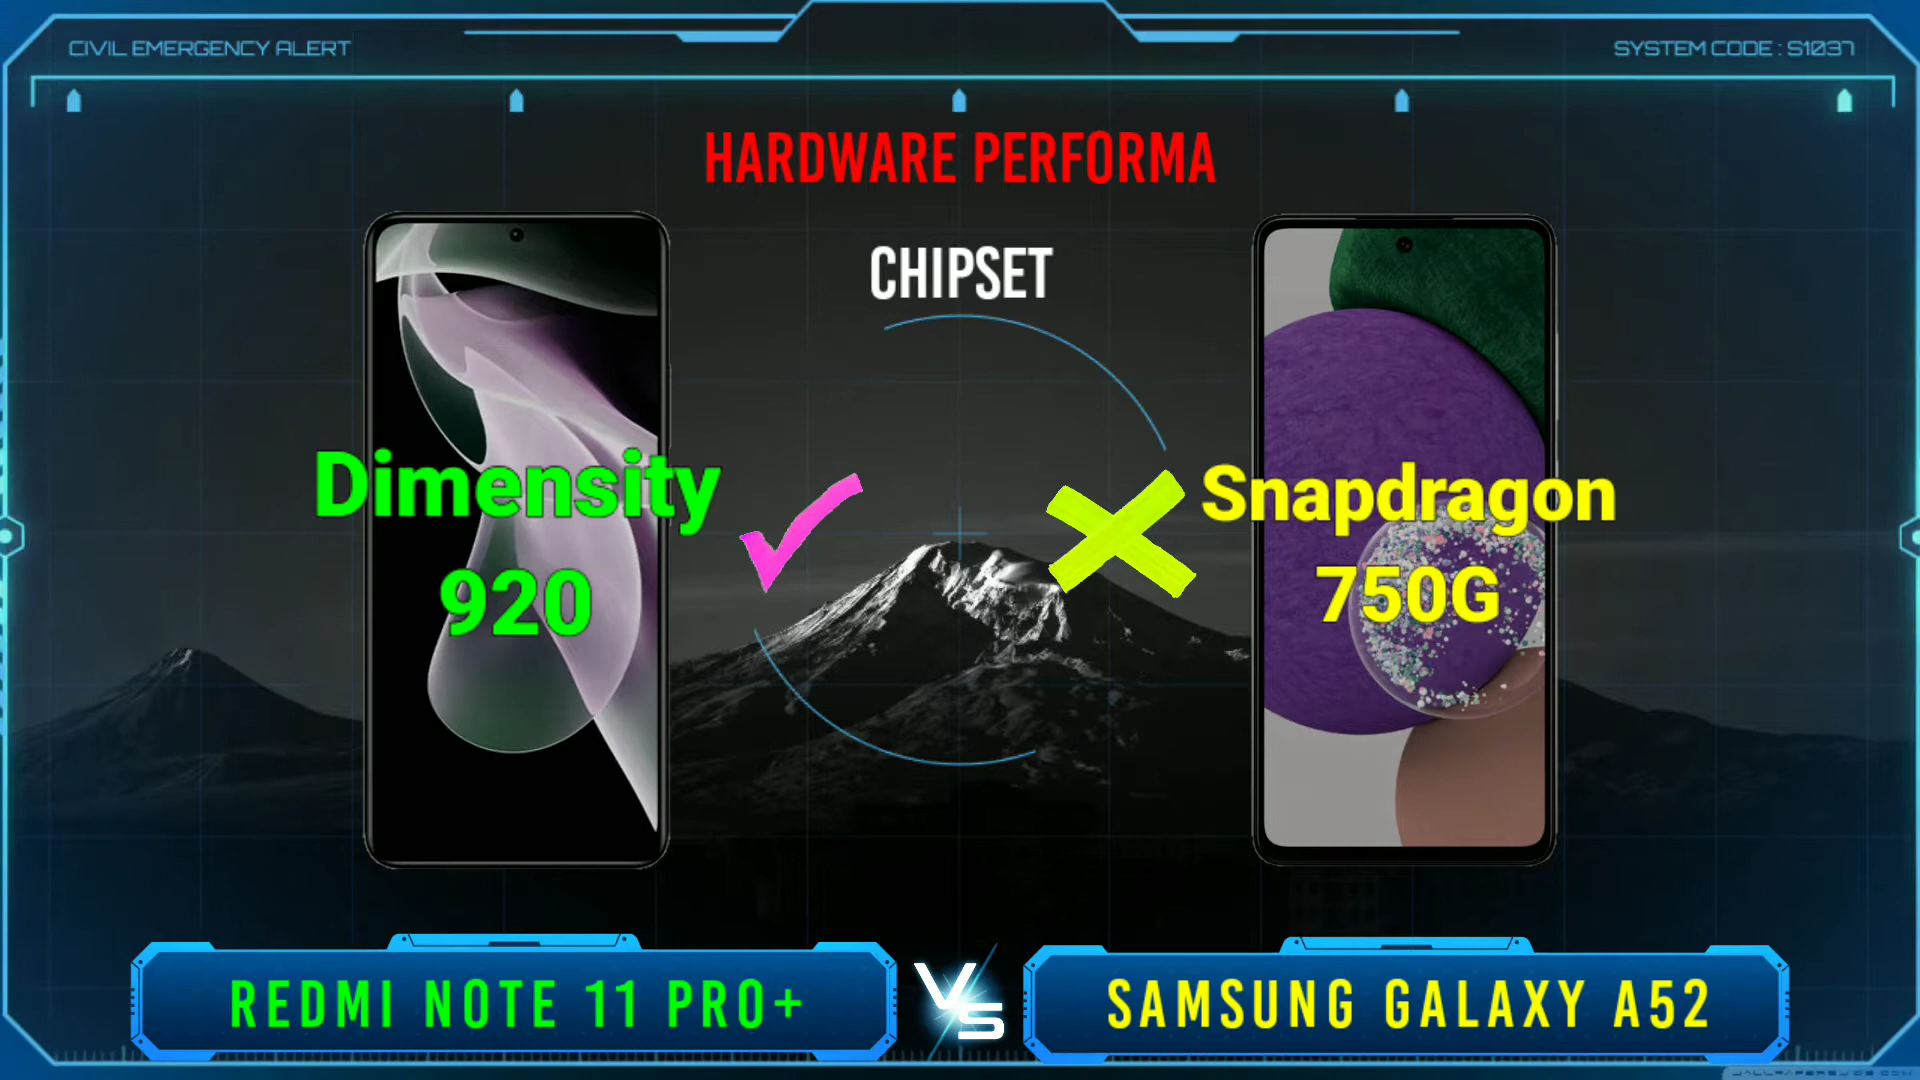 CIVIL EMERGENCY ALERT
SYSTEM CODE : S1037
HARDWARE PERFORMA
CHIPSET
Dimensity
920
Snapdragon
750G
REDMI NOTE 11 PRO+
VS
SAMSUNG GALAXY A52